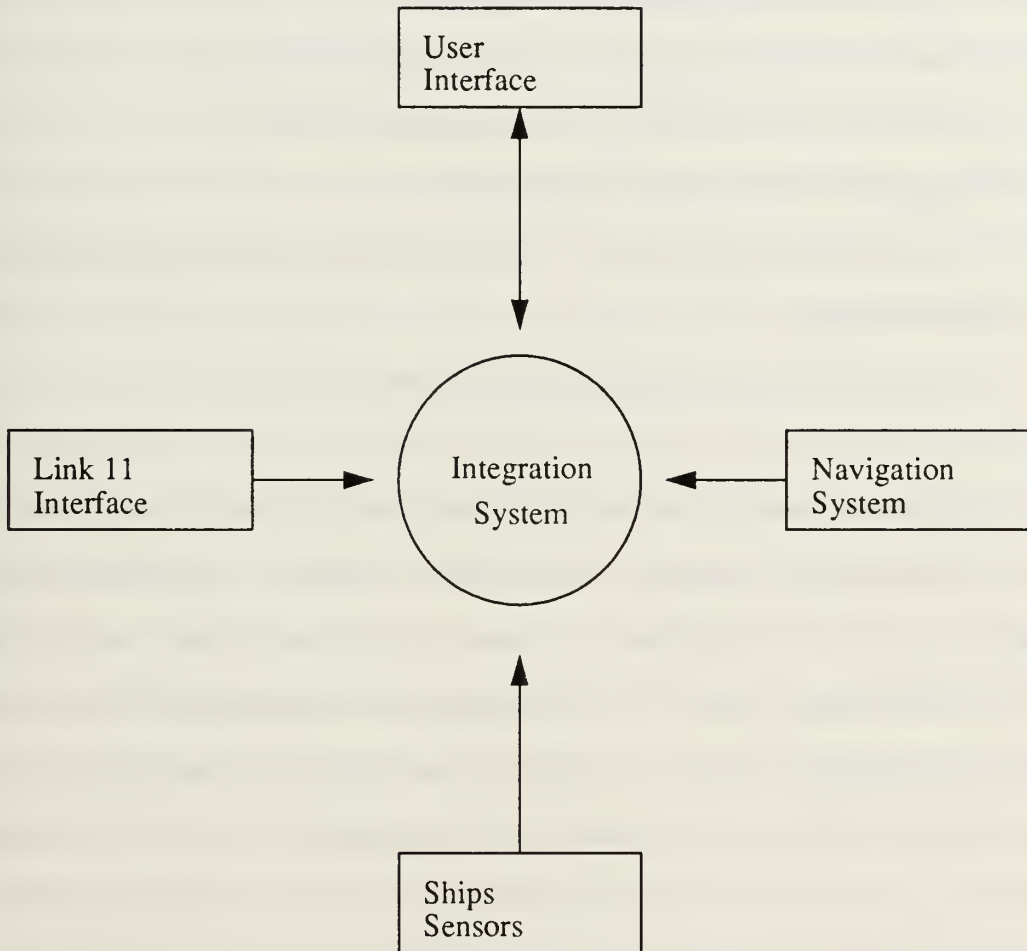 User
Interface
Link 11
Interface
Integration
System
Navigation
System
Ships
Sensors